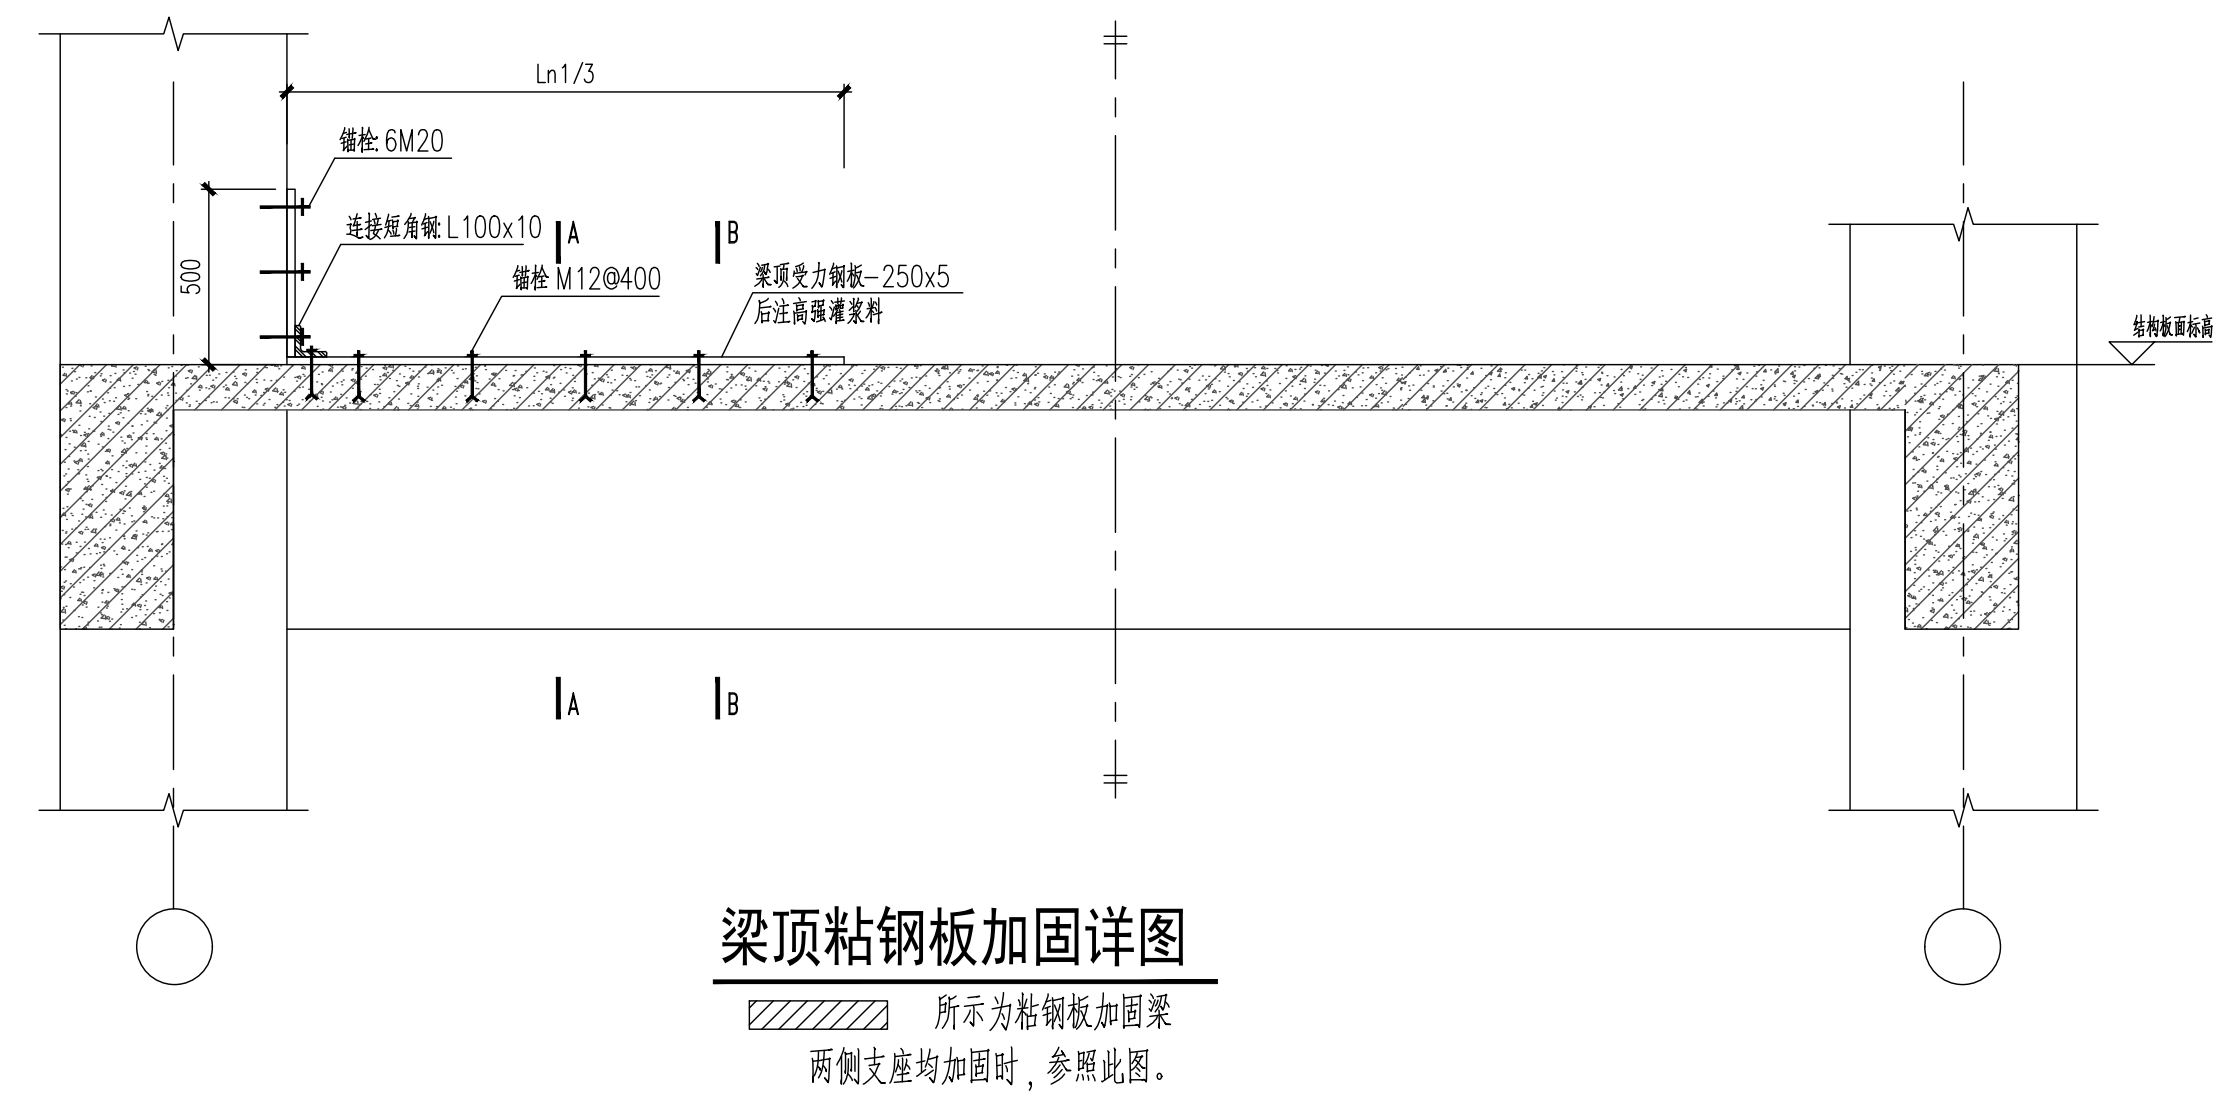 Ln1/3
锚栓: 6M20
连接短角钢: L100x10
A
B
锚栓 M12@400
梁顶受力钢板-250x5
后注高强灌浆料
500
结构板面标高
A
B
梁顶粘钢板加固详图
所示为粘钢板加固梁
两侧支座均加固时，参照此图。